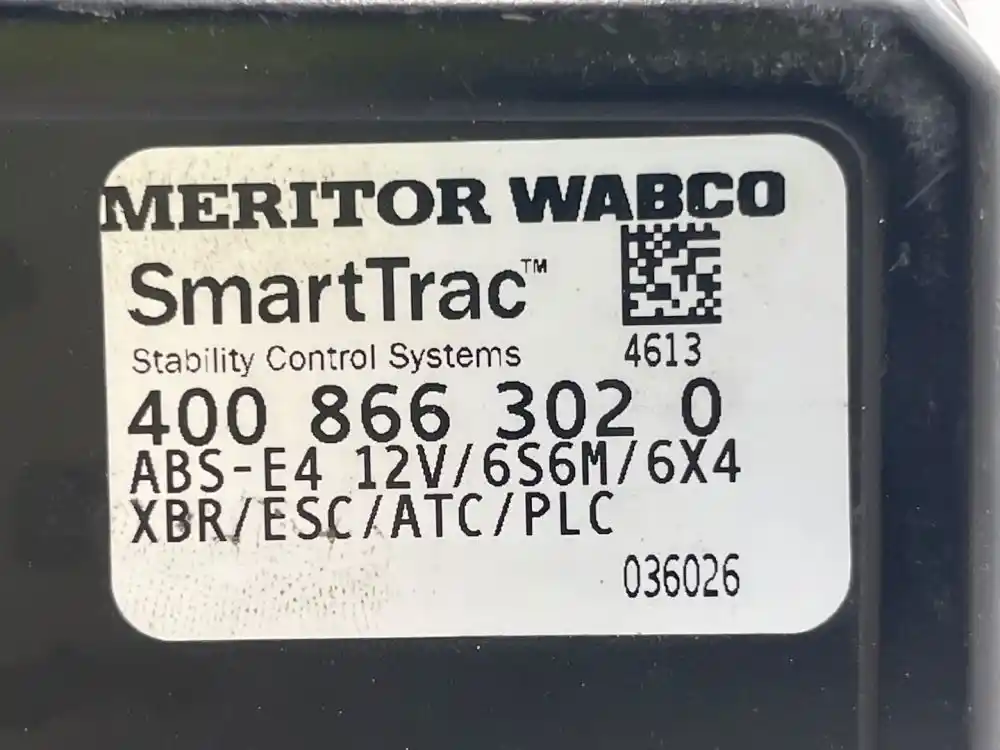 MERITOR WABCO
SmartTrac™
Stability Control Systems
4613
400 866 302 0
ABS-E4 12V/6S6M/6X4
XBR/ESC/ATC/PLC
036026